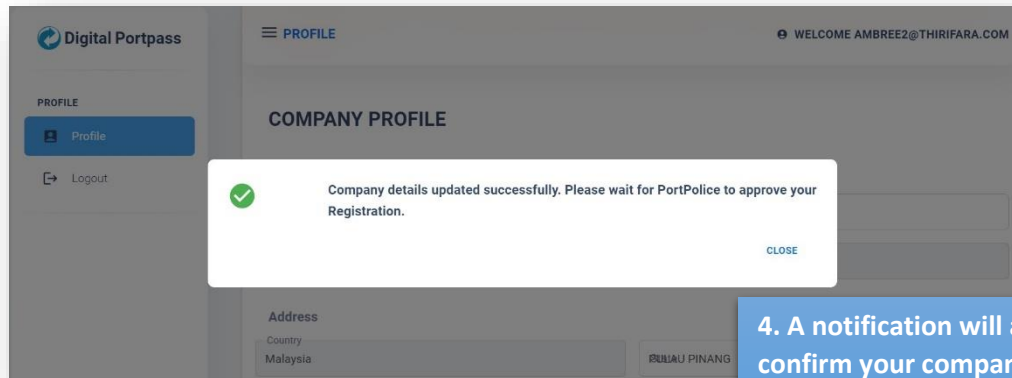 Digital Portpass
PROFILE
WELCOME AMBREE2@THIRIFARA.COM
PROFILE
Profile
Logout
COMPANY PROFILE
Company details updated successfully. Please wait for PortPolice to approve your
Registration.
CLOSE
Address
Country
Malaysia
PULAU PINANG
4. A notification will
confirm your